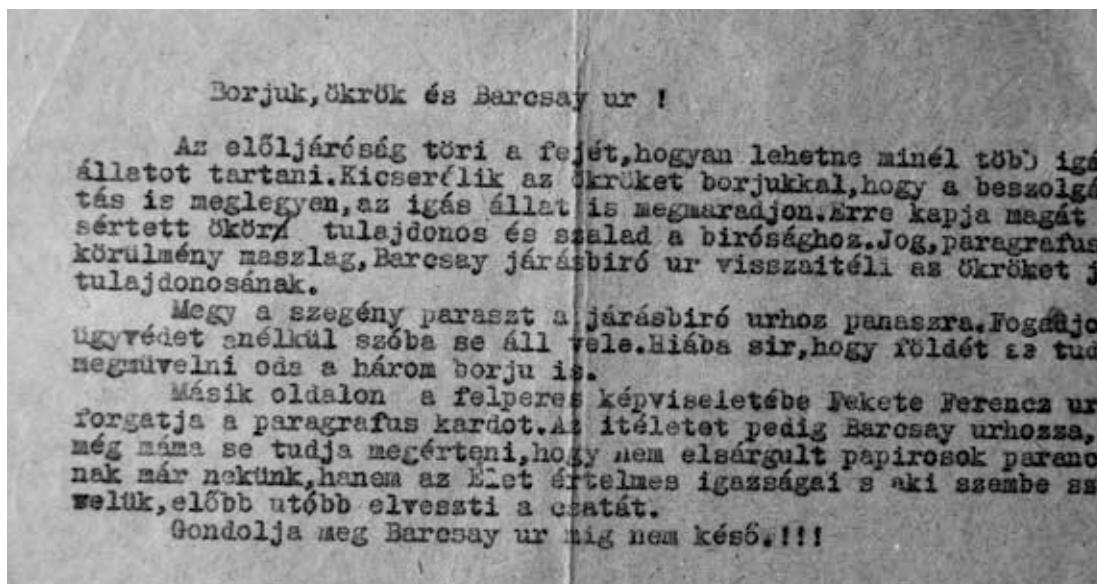 Borjuk,ökrök és Barcsay ur !
Az előljáróság töri a fejét,hogyan lehetne minél több igá
állatot tartani.Kicserélik az ökröket borjukkal,hogy a beszolgá
tás is meglegyen,az igás állat is megmaradjon.Erre kapja magát
sértett ökör tulajdonos és szalad a birósághoz.Jog,paragrafus
körülmény maszlag,Barcsay járásbiró ur visszaitéli az ökröket j
tulajdonosának.
Megy a szegény paraszt a járásbiró urhoz panaszra.Fogadjo
ügyvédet anélkül szóba se áll vele.Hiába sir,hogy földét tud
megmüvelni oda a három borju is.
Másik oldalon a felperes képviseletébe Fekete Ferencz ur
forgatja a paragrafus kardot.Az itéletet pedig Barcsay urhozza,
még máma se tudja megérteni,hogy nem elsárgult papirosok paranc
nak már nekünk,hanem az Élet értelmes igazságai s aki szembe sz
velük,előbb utóbb elveszti a csatát.
Gondolja meg Barcsay ur mig nem késő.!!!